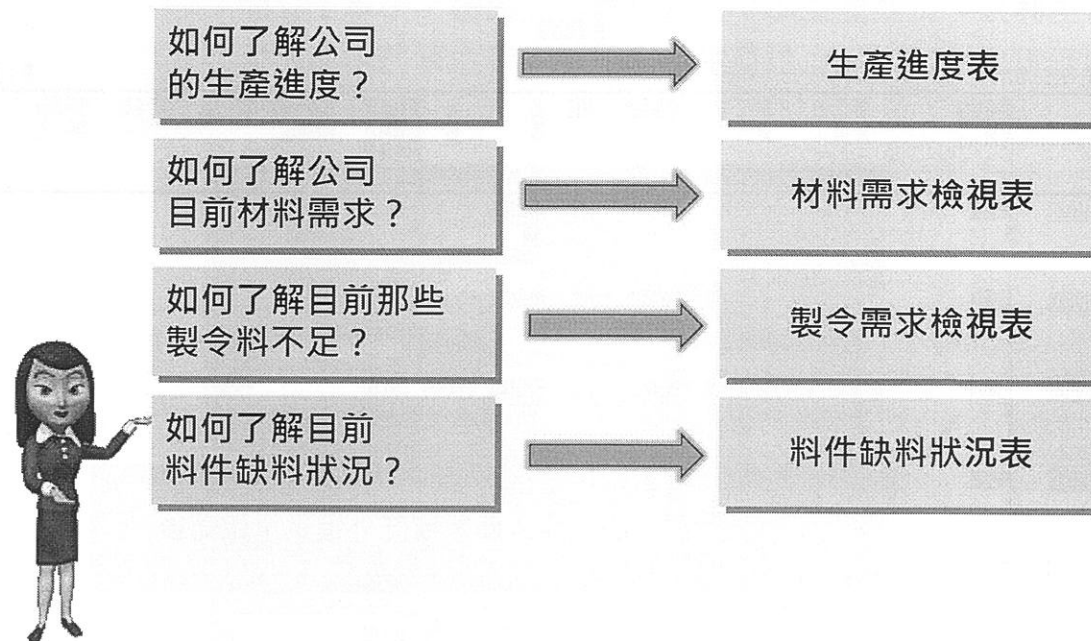 如何了解公司
的生產進度？
生產進度表
如何了解公司
目前材料需求？
材料需求檢視表
如何了解目前那些
製令料不足？
製令需求檢視表
如何了解目前
料件缺料狀況？
料件缺料狀況表